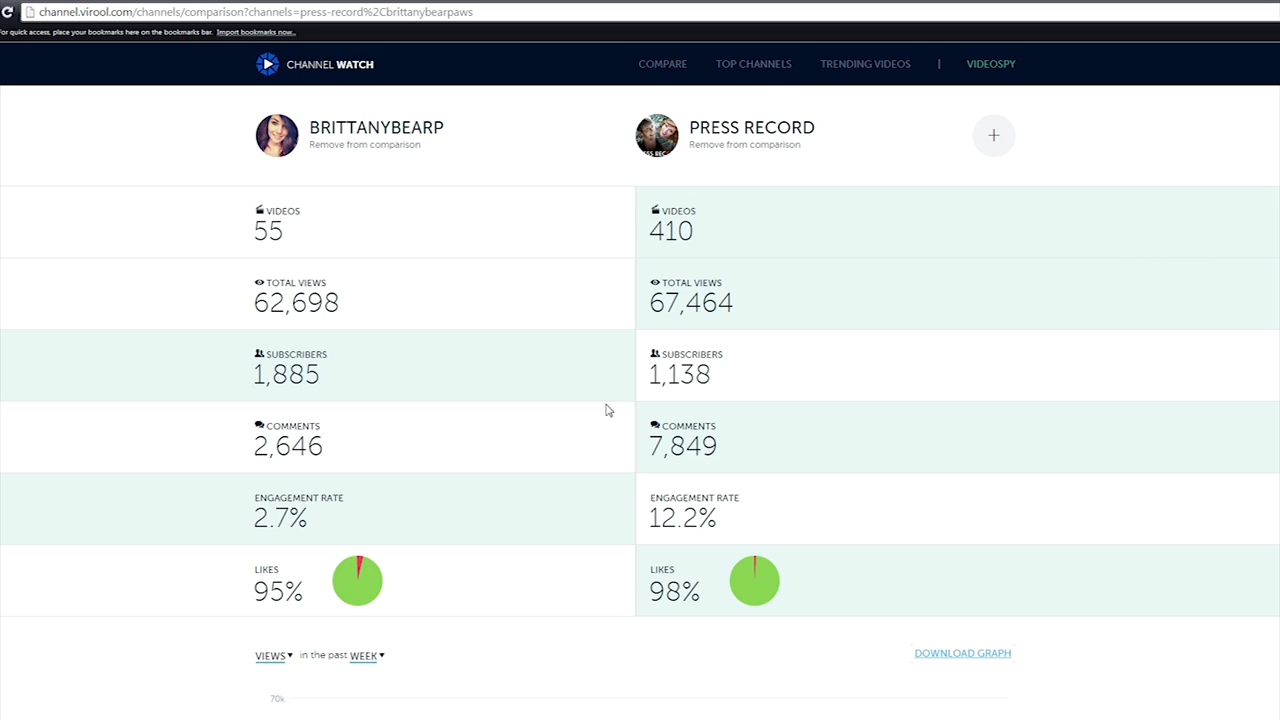 channel.virool.com/channels/comparison?channels=press-record%2Cbrittanybearpaws
For quick access, place your bookmarks here on the bookmarks bar. Import bookmarks now...
CHANNEL WATCH
COMPARE
TOP CHANNELS
TRENDING VIDEOS
|
VIDEOSPY
BRITTANYBEARP
Remove from comparison
PRESS RECORD
Remove from comparison
+
VIDEOS
55
VIDEOS
410
TOTAL VIEWS
62,698
TOTAL VIEWS
67,464
SUBSCRIBERS
1,885
SUBSCRIBERS
1,138
COMMENTS
2,646
COMMENTS
7,849
ENGAGEMENT RATE
2.7%
ENGAGEMENT RATE
12.2%
LIKES
95%
LIKES
98%
VIEWS in the past WEEK
DOWNLOAD GRAPH
70k